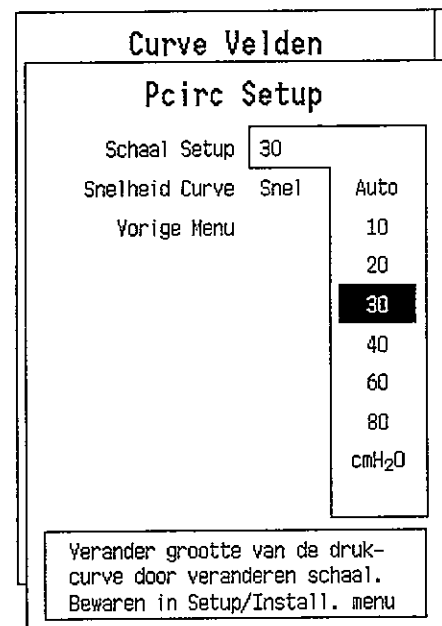 Curve Velden
Pcirc Setup
Schaal Setup 30
Snelheid Curve Snel
Vorige Menu
Auto
10
20
30
40
60
80
cmH₂O
Verander grootte van de druk-
curve door veranderen schaal.
Bewaren in Setup/Install. menu